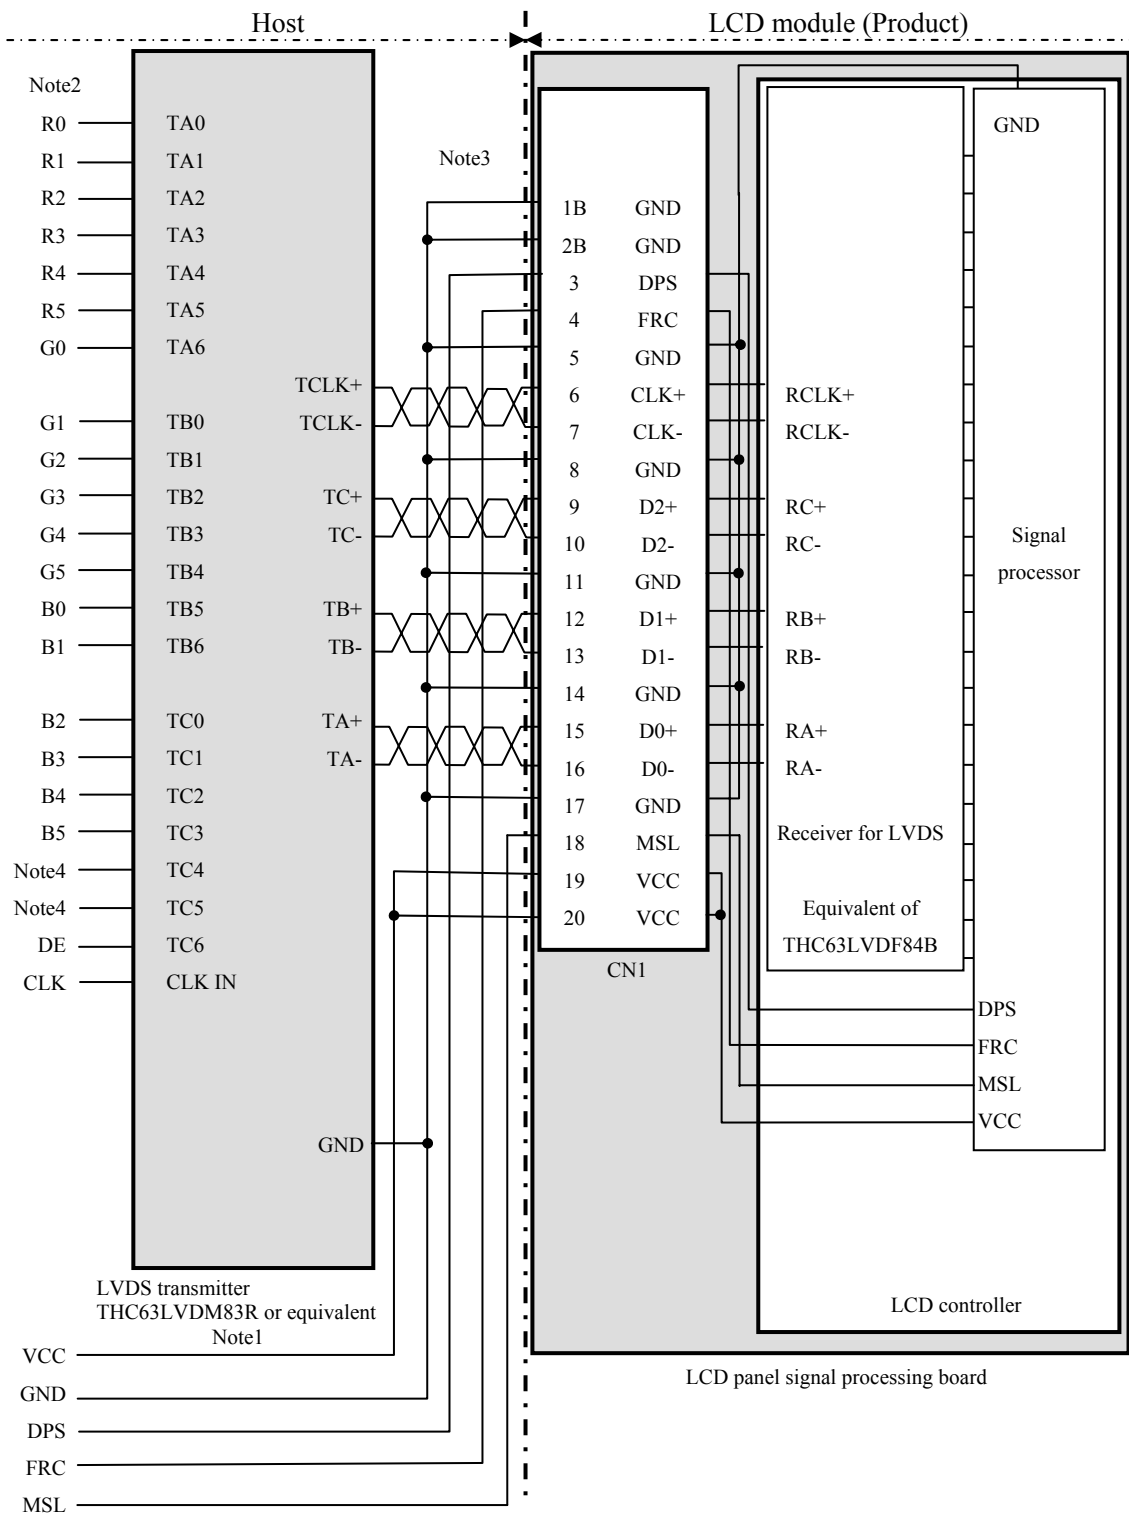 Host
LCD module (Product)
Note2
R0 TA0
R1 TA1
R2 TA2
R3 TA3
R4 TA4
R5 TA5
G0 TA6
TCLK+
G1 TB0 TCLK-
G2 TB1
G3 TB2 TC+
G4 TB3 TC-
G5 TB4
B0 TB5 TB+
B1 TB6 TB-
B2 TC0 TA+
B3 TC1 TA-
B4 TC2
B5 TC3
Note4 TC4
Note4 TC5
DE TC6
CLK CLK IN
GND
LVDS transmitter
THC63LVDM83R or equivalent
Note1
VCC
GND
DPS
FRC
MSL
Note3
1B GND
2B GND
3 DPS
4 FRC
5 GND
6 CLK+
7 CLK-
8 GND
9 D2+
10 D2-
11 GND
12 D1+
13 D1-
14 GND
15 D0+
16 D0-
17 GND
18 MSL
19 VCC
20 VCC
CN1
RCLK+
RCLK-
RC+
RC-
RB+
RB-
RA+
RA-
Receiver for LVDS
Equivalent of
THC63LVDF84B
GND
Signal
processor
DPS
FRC
MSL
VCC
LCD controller
LCD panel signal processing board